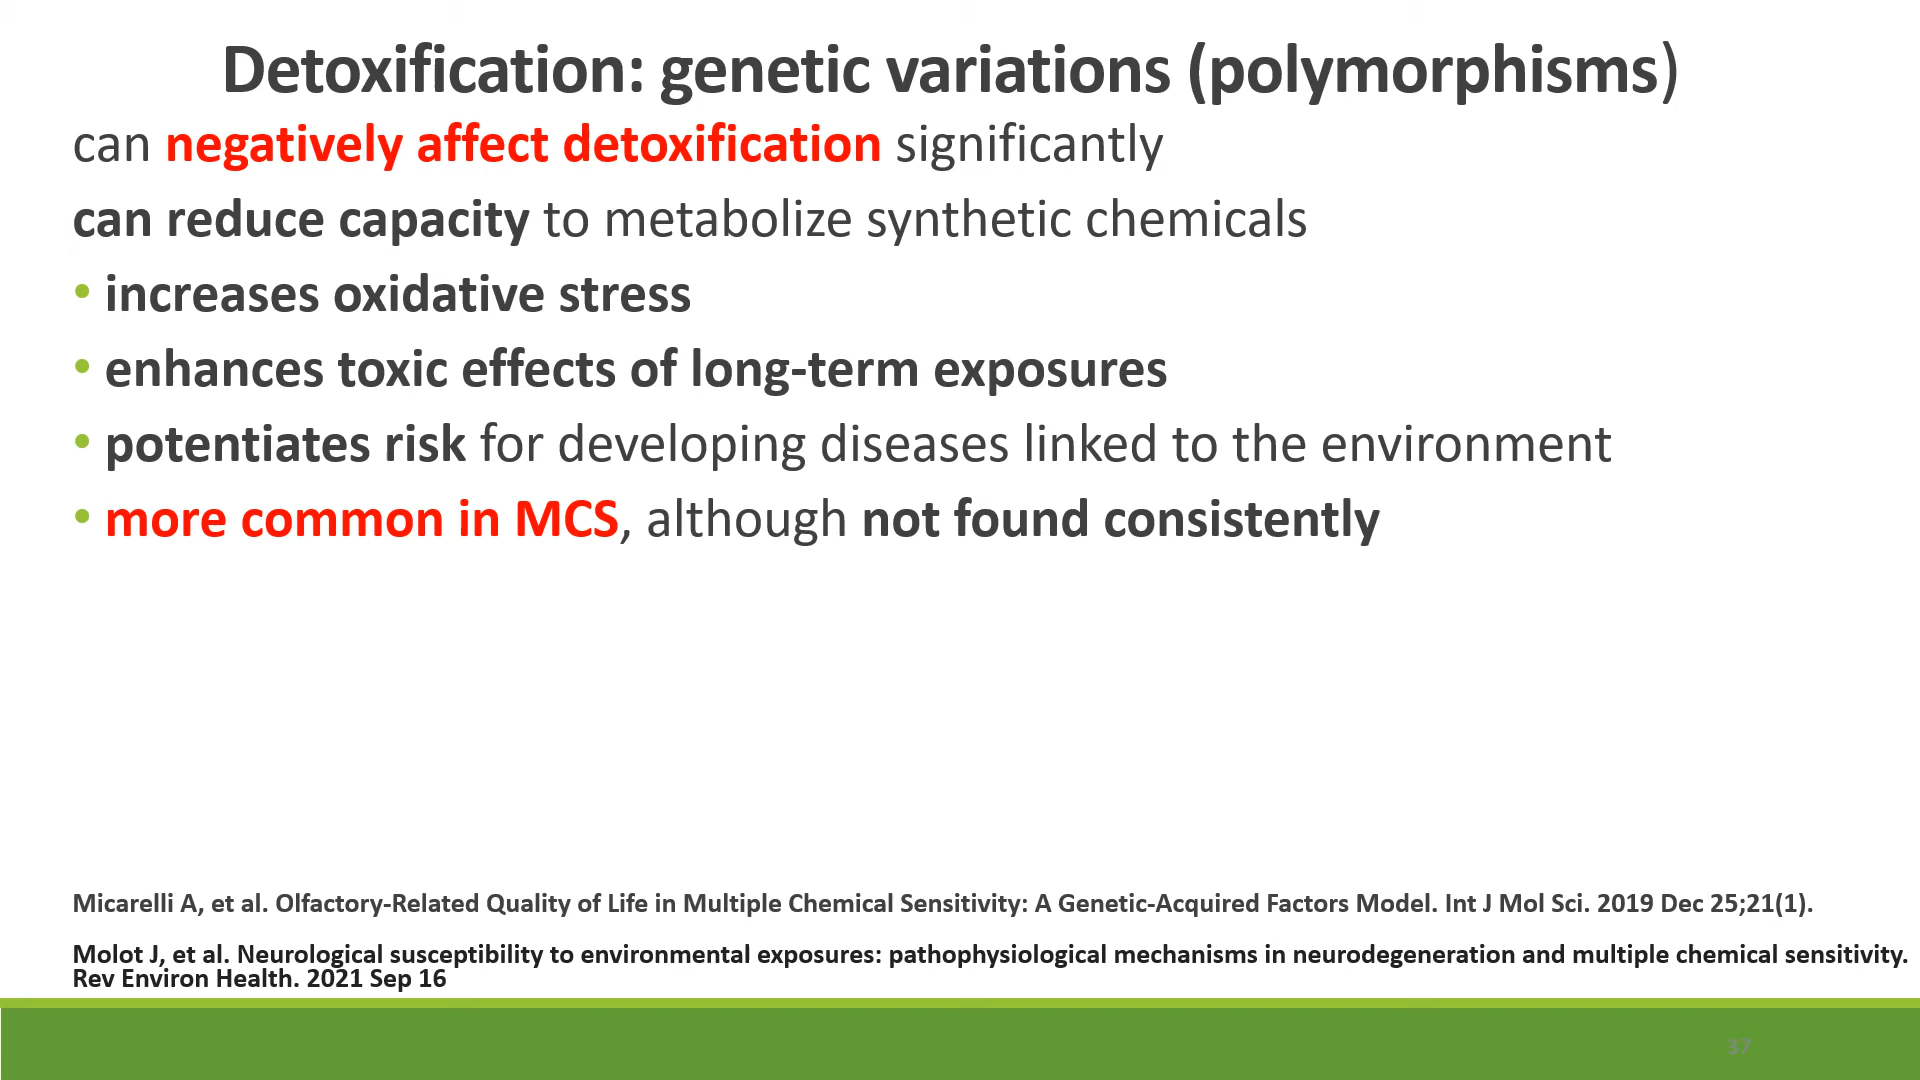 Detoxification: genetic variations (polymorphisms)
can negatively affect detoxification significantly
can reduce capacity to metabolize synthetic chemicals
• increases oxidative stress
• enhances toxic effects of long-term exposures
• potentiates risk for developing diseases linked to the environment
• more common in MCS, although not found consistently
Micarelli A, et al. Olfactory-Related Quality of Life in Multiple Chemical Sensitivity: A Genetic-Acquired Factors Model. Int J Mol Sci. 2019 Dec 25;21(1).
Molot J, et al. Neurological susceptibility to environmental exposures: pathophysiological mechanisms in neurodegeneration and multiple chemical sensitivity.
Rev Environ Health. 2021 Sep 16
37